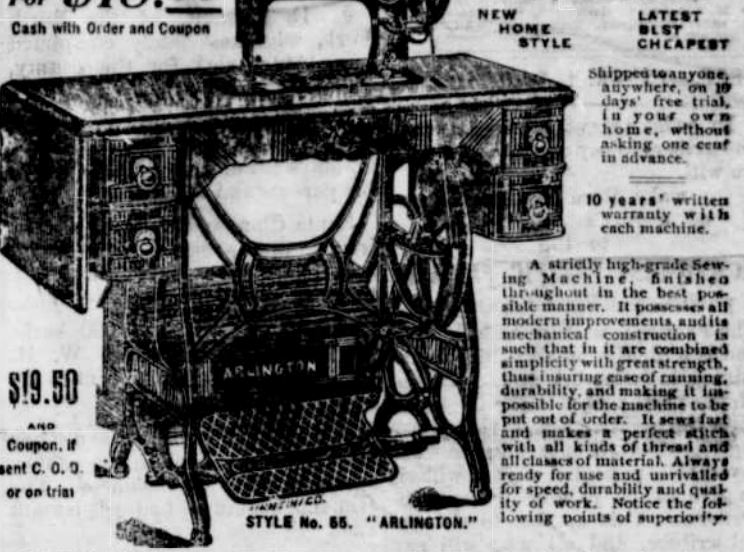 For $18.
Cash with Order and Coupon
NEW
HOME
STYLE
LATEST
BEST
CHEAPEST
Shipped to anyone,
anywhere, on 10
days' free trial,
in your own
home, without
asking one cent
in advance.
10 years' written
warranty with
each machine.
A strictly high-grade Sew-
ing Machine, finished
throughout in the best pos-
sible manner. It possesses all
modern improvements, and its
mechanical construction is
such that in it are combined
simplicity with great strength,
thus insuring ease of running,
durability, and making it im-
possible for the machine to be
put out of order. It sews fast
and makes a perfect stitch
with all kinds of thread and
all classes of material. Always
ready for use and unrivalled
for speed, durability and qual-
ity of work. Notice the fol-
lowing points of superiority
$19.50
AND
Coupon, if
sent C. O. D.
or on trial
ARLINGTON
STYLE No. 55. "ARLINGTON."